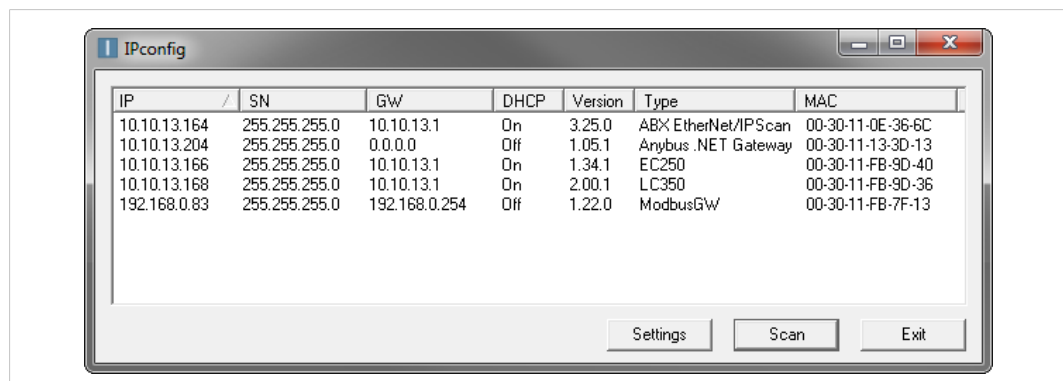 IPconfig
IP / SN GW DHCP Version Type MAC
10.10.13.164 255.255.255.0 10.10.13.1 On 3.25.0 ABX EtherNet/IPScan 00-30-11-0E-36-6C
10.10.13.204 255.255.255.0 0.0.0.0 Off 1.05.1 Anybus .NET Gateway 00-30-11-13-3D-13
10.10.13.166 255.255.255.0 10.10.13.1 On 1.34.1 EC250 00-30-11-FB-9D-40
10.10.13.168 255.255.255.0 10.10.13.1 On 2.00.1 LC350 00-30-11-FB-9D-36
192.168.0.83 255.255.255.0 192.168.0.254 Off 1.22.0 ModbusGW 00-30-11-FB-7F-13
Settings Scan Exit